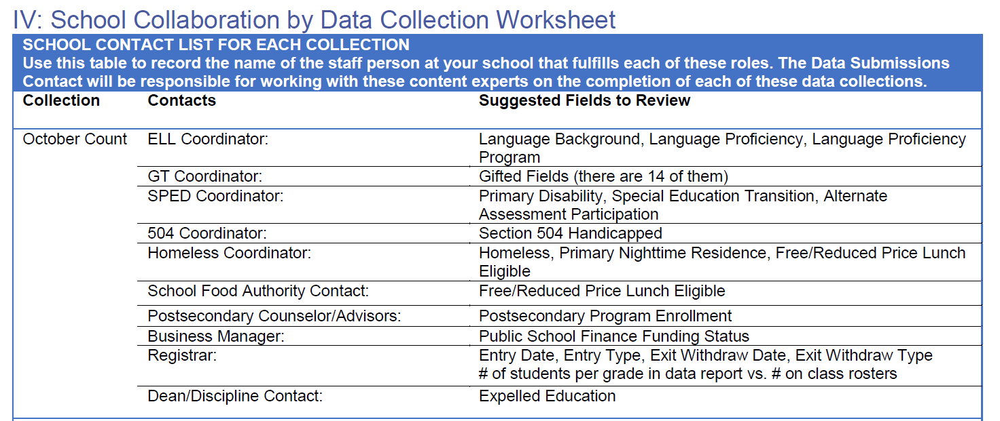 IV: School Collaboration by Data Collection Worksheet
SCHOOL CONTACT LIST FOR EACH COLLECTION
Use this table to record the name of the staff person at your school that fulfills each of these roles. The Data Submissions
Contact will be responsible for working with these content experts on the completion of each of these data collections.
Collection Contacts Suggested Fields to Review
October Count ELL Coordinator: Language Background, Language Proficiency, Language Proficiency
Program
GT Coordinator: Gifted Fields (there are 14 of them)
SPED Coordinator: Primary Disability, Special Education Transition, Alternate
Assessment Participation
504 Coordinator: Section 504 Handicapped
Homeless Coordinator: Homeless, Primary Nighttime Residence, Free/Reduced Price Lunch
Eligible
School Food Authority Contact: Free/Reduced Price Lunch Eligible
Postsecondary Counselor/Advisors: Postsecondary Program Enrollment
Business Manager: Public School Finance Funding Status
Registrar: Entry Date, Entry Type, Exit Withdraw Date, Exit Withdraw Type
# of students per grade in data report vs. # on class rosters
Dean/Discipline Contact: Expelled Education